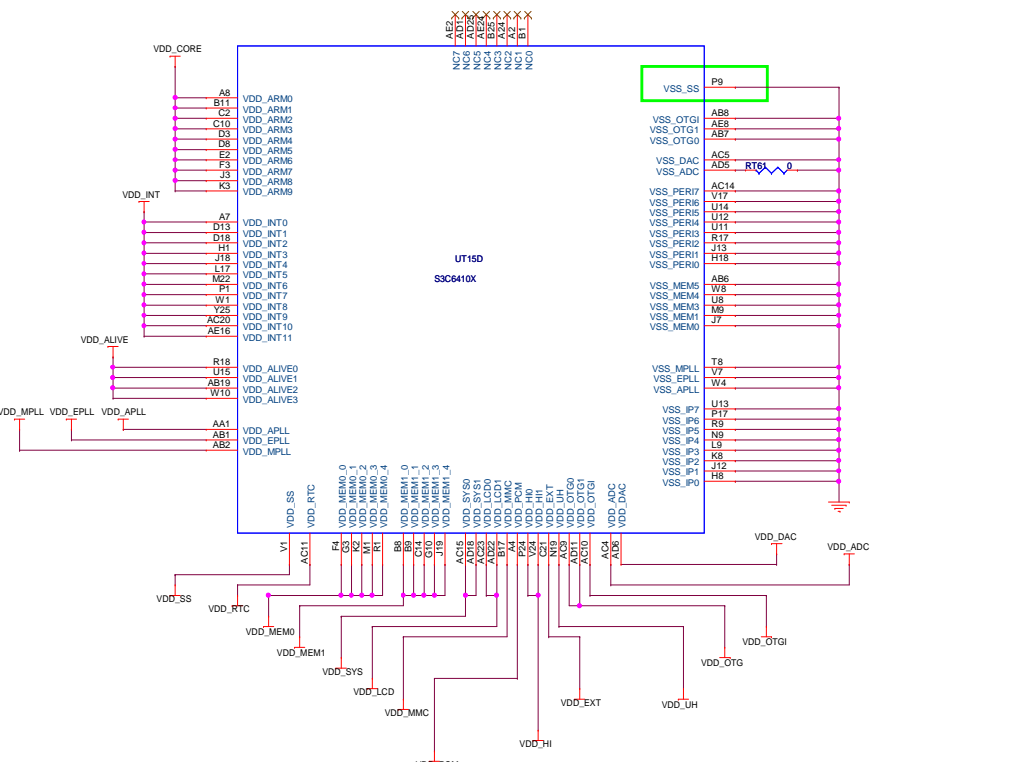 AE2 AD1 AD25 AE24 B25 A24 A2 B1
NC7 NC6 NC5 NC4 NC3 NC2 NC1 NC0
VDD_CORE
A8 VDD_ARM0
B11 VDD_ARM1
C2 VDD_ARM2
C10 VDD_ARM3
D3 VDD_ARM4
D8 VDD_ARM5
E2 VDD_ARM6
F3 VDD_ARM7
J3 VDD_ARM8
K3 VDD_ARM9
VDD_INT
A7 VDD_INT0
D13 VDD_INT1
D18 VDD_INT2
H1 VDD_INT3
J18 VDD_INT4
L17 VDD_INT5
M22 VDD_INT6
P1 VDD_INT7
W1 VDD_INT8
Y25 VDD_INT9
AC20 VDD_INT10
AE16 VDD_INT11
VDD_ALIVE
R18 VDD_ALIVE0
U15 VDD_ALIVE1
AB19 VDD_ALIVE2
W10 VDD_ALIVE3
VDD_MPLL VDD_EPLL VDD_APLL
AA1 VDD_APLL
AB1 VDD_EPLL
AB2 VDD_MPLL
UT15D
S3C6410X
VSS_SS P9
VSS_OTGI AB8
VSS_OTG1 AE8
VSS_OTG0 AB7
VSS_DAC AC5
VSS_ADC AD5 RT61 0
VSS_PERI7 AC14
VSS_PERI6 V17
VSS_PERI5 U14
VSS_PERI4 U12
VSS_PERI3 U11
VSS_PERI2 R17
VSS_PERI1 J13
VSS_PERI0 H18
VSS_MEM5 AB6
VSS_MEM4 W8
VSS_MEM3 U8
VSS_MEM1 M9
VSS_MEM0 J7
VSS_MPLL T8
VSS_EPLL V7
VSS_APLL W4
VSS_IP7 U13
VSS_IP6 P17
VSS_IP5 R9
VSS_IP4 N9
VSS_IP3 L9
VSS_IP2 K8
VSS_IP1 J12
VSS_IP0 H8
VDD_SS VDD_RTC VDD_MEM0_0 VDD_MEM0_1 VDD_MEM0_2 VDD_MEM0_3 VDD_MEM0_4 VDD_MEM1_0 VDD_MEM1_1 VDD_MEM1_2 VDD_MEM1_3 VDD_MEM1_4 VDD_SYS0 VDD_SYS1 VDD_LCD0 VDD_LCD1 VDD_MMC VDD_PCM VDD_HI0 VDD_HI1 VDD_EXT VDD_UH VDD_OTG0 VDD_OTG1 VDD_OTGI VDD_ADC VDD_DAC
V1 AC11 F4 G3 K2 M1 R1 B8 B9 C14 G10 J19 AC15 AD18 AC23 AD22 B17 A4 P24 V24 C21 N19 AC9 AD11 AC10 AC4 AD6
VDD_DAC
VDD_ADC
VDD_SS
VDD_RTC
VDD_MEM0
VDD_MEM1
VDD_SYS
VDD_LCD
VDD_MMC
VDD_HI
VDD_EXT
VDD_UH
VDD_OTG
VDD_OTGI